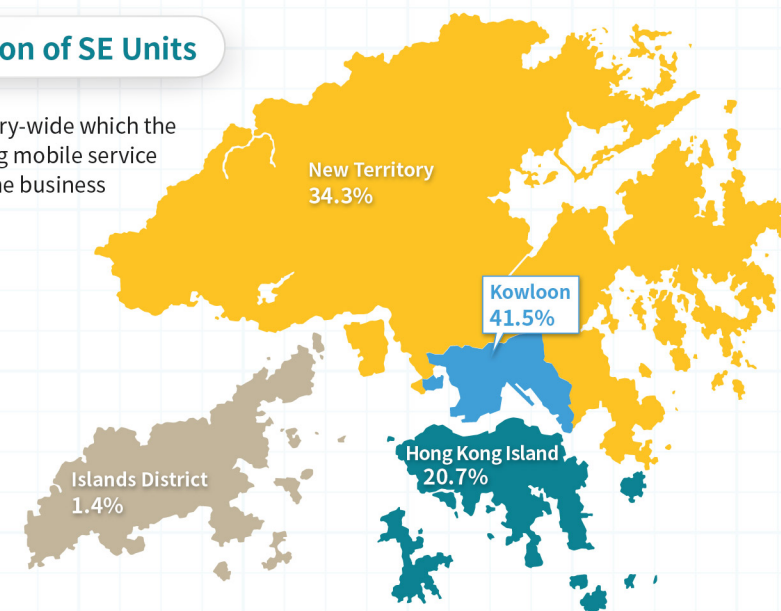 on of SE Units
ry-wide which the
g mobile service
e business
New Territory
34.3%
Kowloon
41.5%
Hong Kong Island
20.7%
Islands District
1.4%